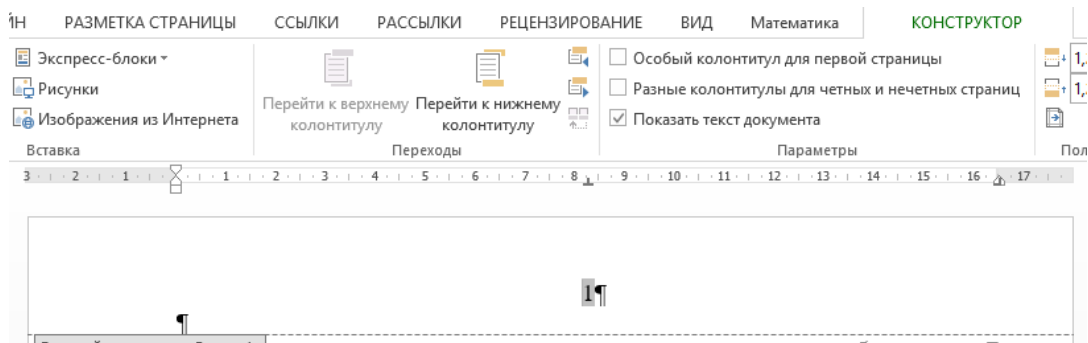 ЙН РАЗМЕТКА СТРАНИЦЫ ССЫЛКИ РАССЫЛКИ РЕЦЕНЗИРОВАНИЕ ВИД Математика КОНСТРУКТОР
Экспресс-блоки
Рисунки
Изображения из Интернета
Вставка
Перейти к верхнему колонтитулу
Перейти к нижнему колонтитулу
Переходы
Особый колонтитул для первой страницы
Разные колонтитулы для четных и нечетных страниц
Показать текст документа
Параметры
1,
1,
Пол
3 2 1 1 2 3 4 5 6 7 8 9 10 11 12 13 14 15 16 17
1¶
¶